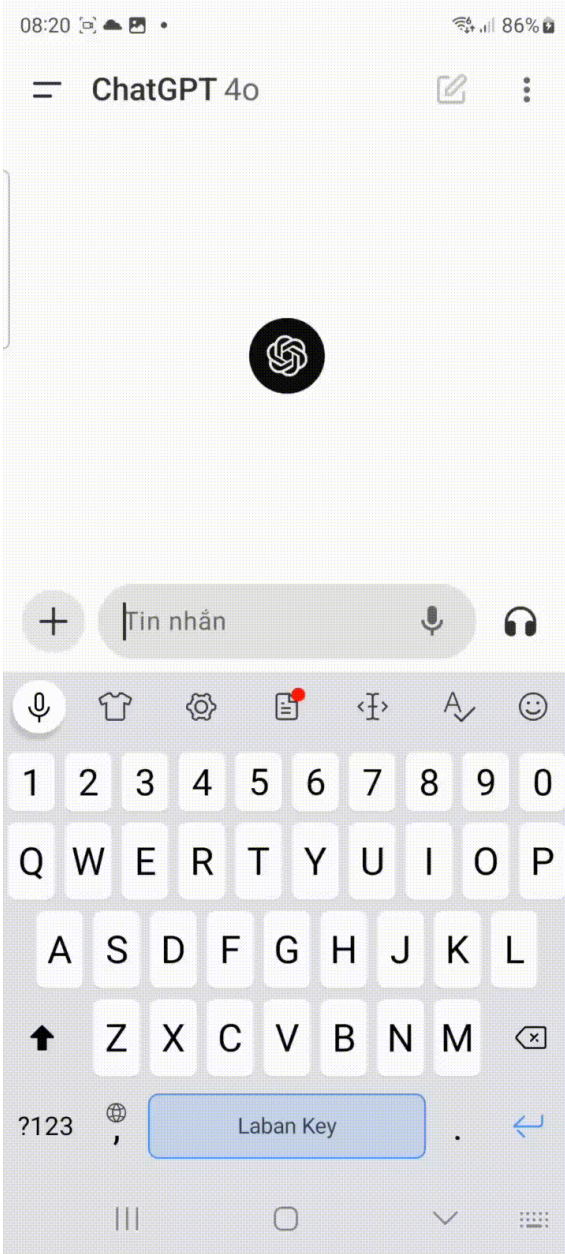 08:20 86%
ChatGPT 4o
Tin nhắn
1 2 3 4 5 6 7 8 9 0
Q W E R T Y U I O P
A S D F G H J K L
Z X C V B N M
?123 , Laban Key .